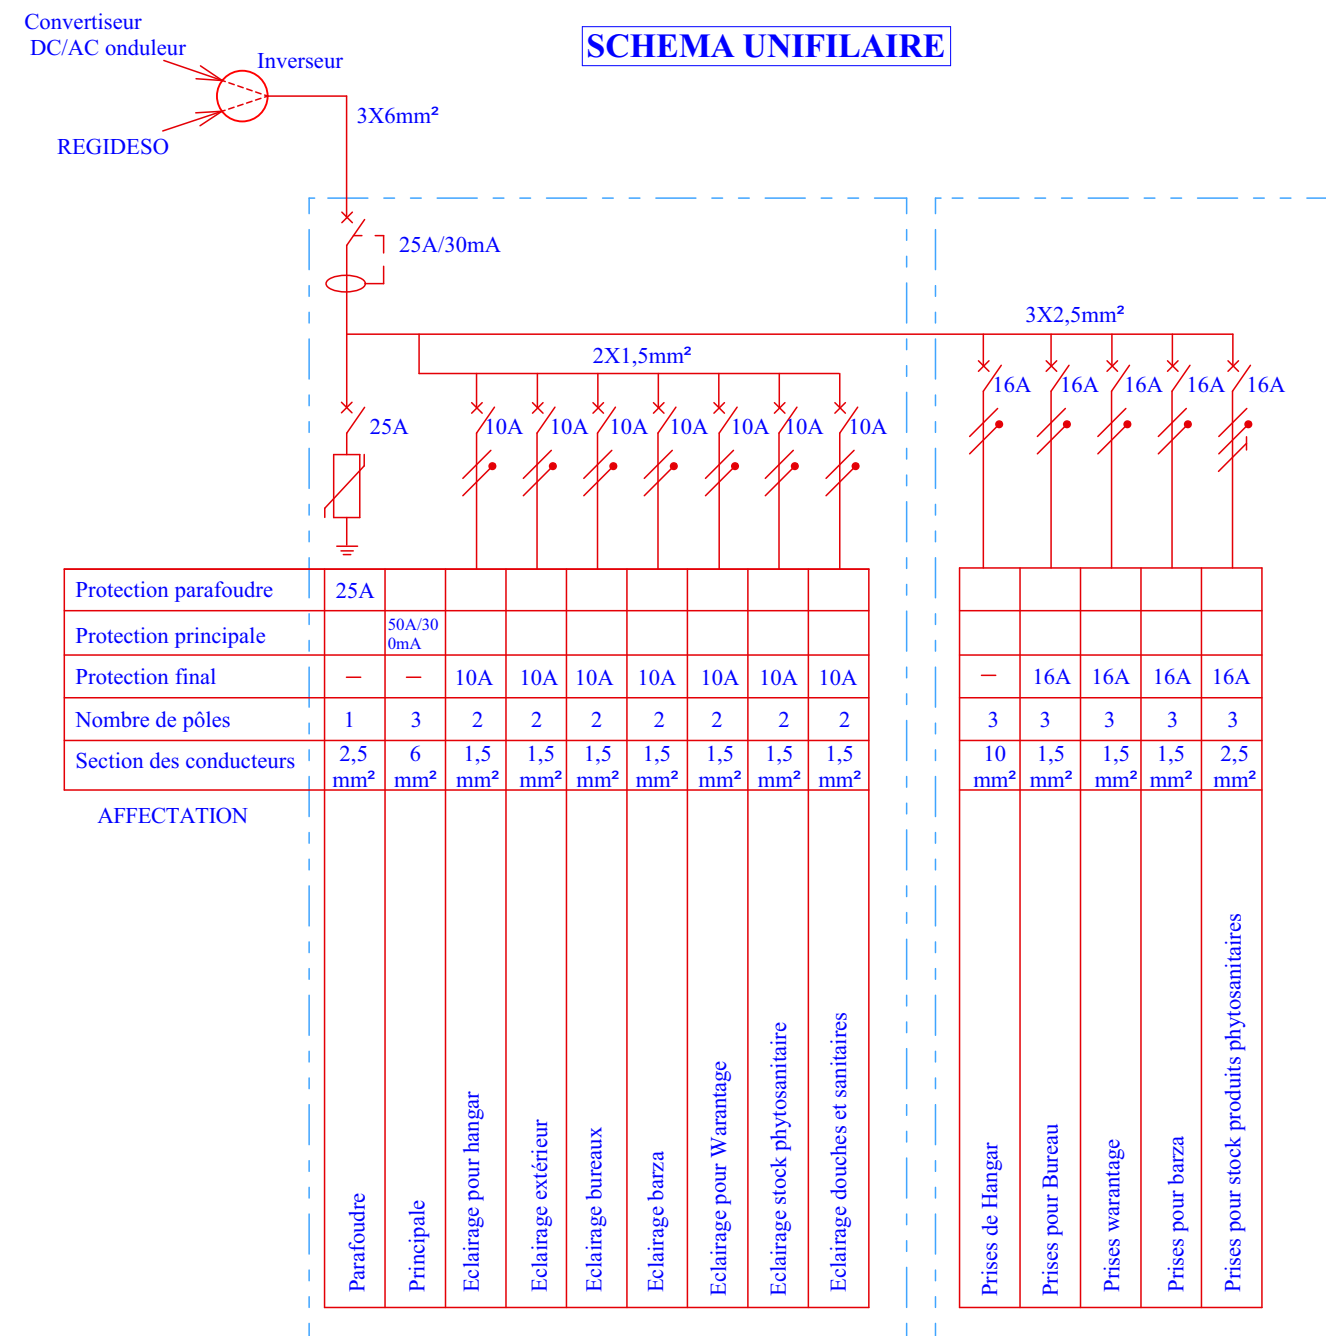 Convertiseur
DC/AC onduleur
Inverseur
SCHEMA UNIFILAIRE
3X6mm²
REGIDESO
25A/30mA
3X2,5mm²
2X1,5mm²
16A 16A 16A 16A 16A
25A 10A 10A 10A 10A 10A 10A 10A
Protection parafoudre 25A
Protection principale 50A/30
0mA
Protection final – – 10A 10A 10A 10A 10A 10A 10A – 16A 16A 16A 16A
Nombre de pôles 1 3 2 2 2 2 2 2 2 3 3 3 3 3
Section des conducteurs 2,5 6 1,5 1,5 1,5 1,5 1,5 1,5 1,5 10 1,5 1,5 1,5 2,5
mm² mm² mm² mm² mm² mm² mm² mm² mm² mm² mm² mm² mm² mm²
AFFECTATION
Parafoudre
Principale
Eclairage pour hangar
Eclairage extérieur
Eclairage bureaux
Eclairage barza
Eclairage pour Warantage
Eclairage stock phytosanitaire
Eclairage douches et sanitaires
Prises de Hangar
Prises pour Bureau
Prises warantage
Prises pour barza
Prises pour stock produits phytosanitaires